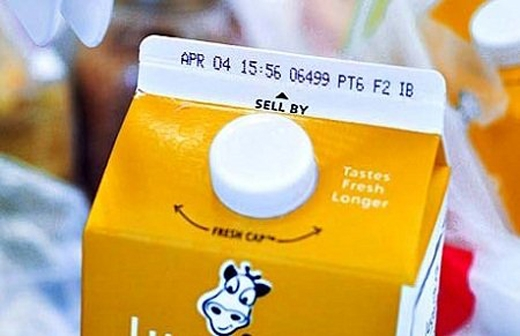 APR 04 15:56 06499 PT6 F2 IB
SELL BY
Tastes
Fresh
Longer
FRESH CAP™